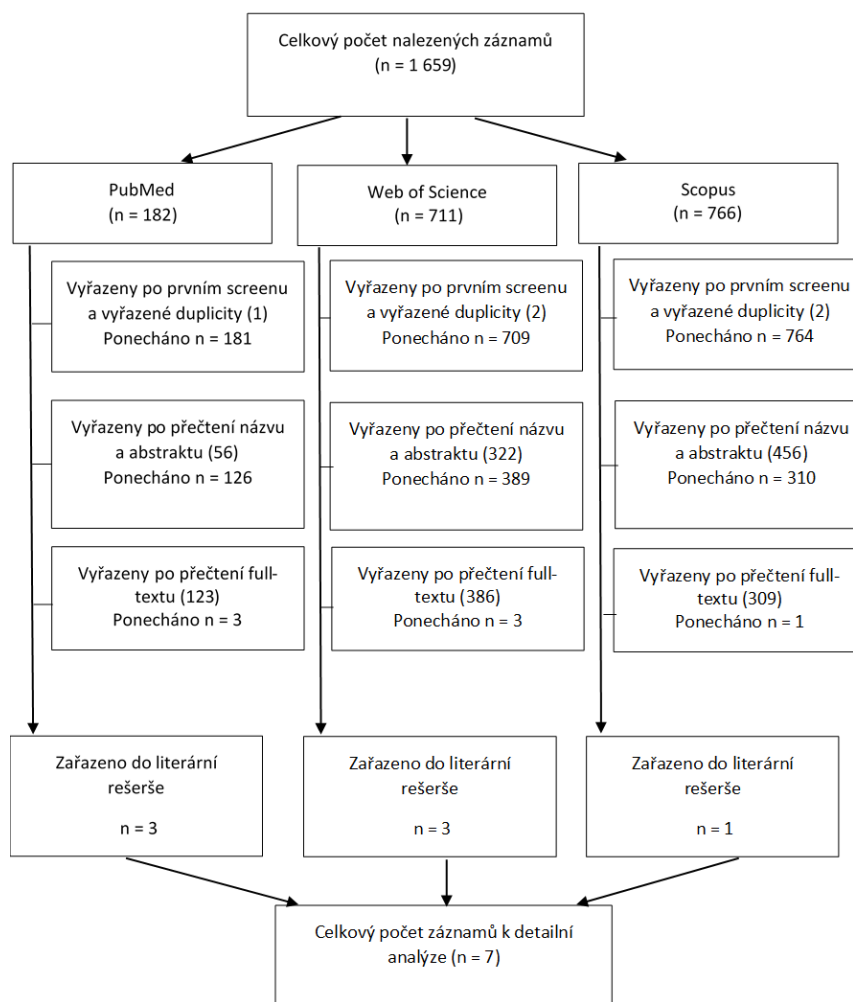 Celkový počet nalezených záznamů
(n = 1 659)
PubMed
(n = 182)
Web of Science
(n = 711)
Scopus
(n = 766)
Vyřazeny po prvním screenu
a vyřazené duplicity (1)
Ponecháno n = 181
Vyřazeny po prvním screenu
a vyřazené duplicity (2)
Ponecháno n = 709
Vyřazeny po prvním screenu
a vyřazené duplicity (2)
Ponecháno n = 764
Vyřazeny po přečtení názvu
a abstraktu (56)
Ponecháno n = 126
Vyřazeny po přečtení názvu
a abstraktu (322)
Ponecháno n = 389
Vyřazeny po přečtení názvu
a abstraktu (456)
Ponecháno n = 310
Vyřazeny po přečtení full-
textu (123)
Ponecháno n = 3
Vyřazeny po přečtení full-
textu (386)
Ponecháno n = 3
Vyřazeny po přečtení full-
textu (309)
Ponecháno n = 1
Zařazeno do literární
rešerše
n = 3
Zařazeno do literární
rešerše
n = 3
Zařazeno do literární
rešerše
n = 1
Celkový počet záznamů k detailní
analýze (n = 7)